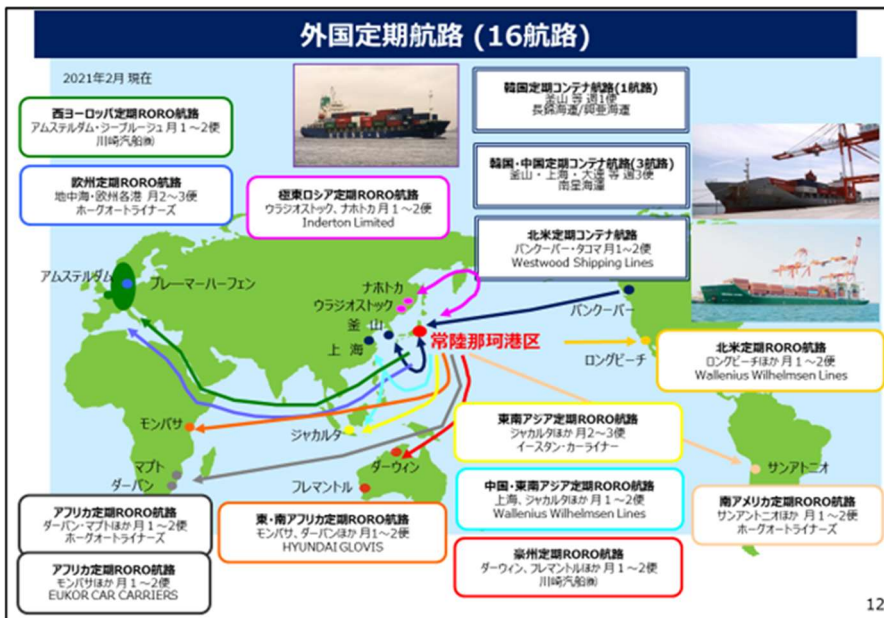 外国定期航路 (16航路)
2021年2月 現在
西ヨーロッパ定期RORO航路
アムステルダム・ジーブルージュ 月1～2便
川崎汽船㈱
欧州定期RORO航路
地中海・欧州各港 月2～3便
ホーグオートライナーズ
極東ロシア定期RORO航路
ウラジオストック、ナホトカ 月1～2便
Inderton Limited
韓国定期コンテナ航路(1航路)
釜山 等 週1便
長錦海運/興亜海運
韓国・中国定期コンテナ航路(3航路)
釜山・上海・大連 等 週3便
南星海運
北米定期コンテナ航路
バンクーバー・タコマ 月1～2便
Westwood Shipping Lines
アムステルダム
ブレーマーハーフェン
ナホトカ
ウラジオストック
釜山
上海
常陸那珂港区
バンクーバー
ロングビーチ
北米定期RORO航路
ロングビーチほか 月1～2便
Wallenius Wilhelmsen Lines
モンバサ
ジャカルタ
東南アジア定期RORO航路
ジャカルタほか 月2～3便
イースタン・カーライナー
マプト
ダーバン
ダーウィン
フレマントル
サンアトニオ
中国・東南アジア定期RORO航路
上海、ジャカルタほか 月1～2便
Wallenius Wilhelmsen Lines
南アメリカ定期RORO航路
サンアントニオほか 月1～2便
ホーグオートライナーズ
アフリカ定期RORO航路
ダーバン・マプトほか 月1～2便
ホーグオートライナーズ
東・南アフリカ定期RORO航路
モンバサ、ダーバンほか 月1～2便
HYUNDAI GLOVIS
豪州定期RORO航路
ダーウィン、フレマントルほか 月1～2便
川崎汽船㈱
アフリカ定期RORO航路
モンバサほか 月1～2便
EUKOR CAR CARRIERS
12